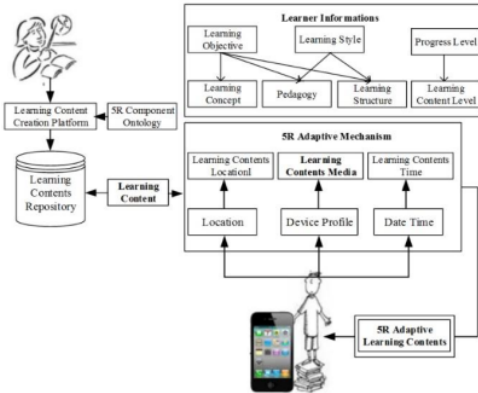 Learner Informations
Learning
Objective
Learning Style
Progress Level
Learning
Concept
Pedagogy
Learning
Structure
Learning
Content Level
Learning Content
Creation Platform
5R Component
Ontology
5R Adaptive Mechanism
Learning Contents
Locationl
Learning
Contents Media
Learning Contents
Time
Learning
Contents
Repository
Learning
Content
Location
Device Profile
Date Time
5R Adaptive
Learning Contents